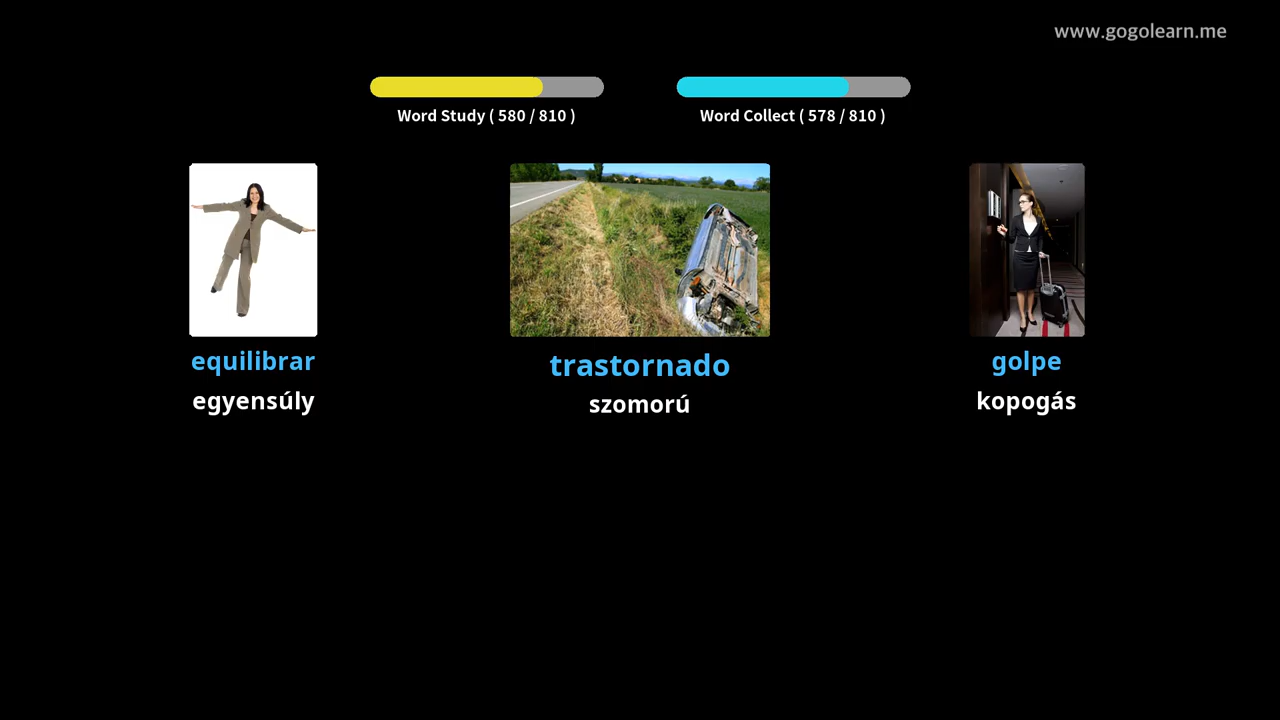 www.gogolearn.me
Word Study ( 580 / 810 )
Word Collect ( 578 / 810 )
equilibrar
egyensúly
trastornado
szomorú
golpe
kopogás